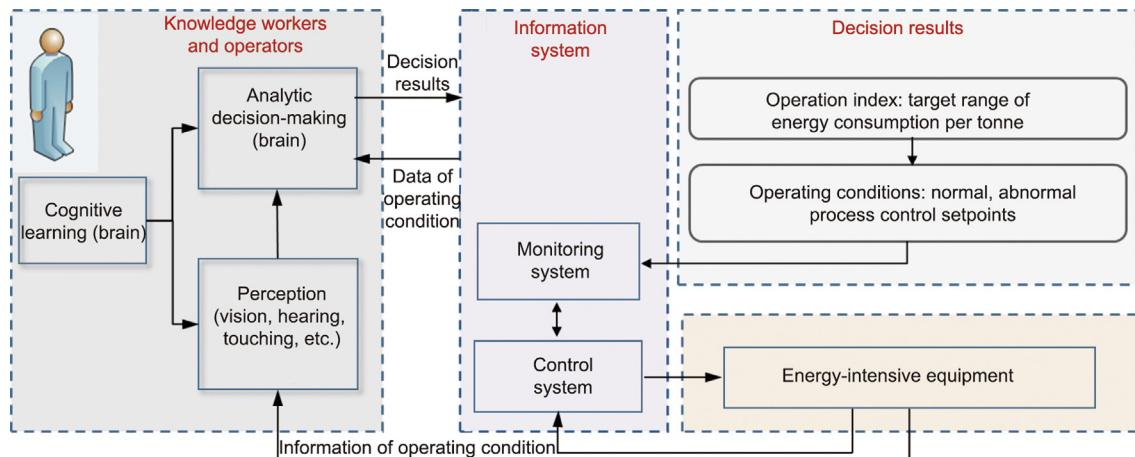 Knowledge workers
and operators
Analytic
decision-making
(brain)
Cognitive
learning (brain)
Perception
(vision, hearing,
touching, etc.)
Decision
results
Data of
operating
condition
Information
system
Monitoring
system
Control
system
Decision results
Operation index: target range of
energy consumption per tonne
Operating conditions: normal, abnormal
process control setpoints
Energy-intensive equipment
Information of operating condition